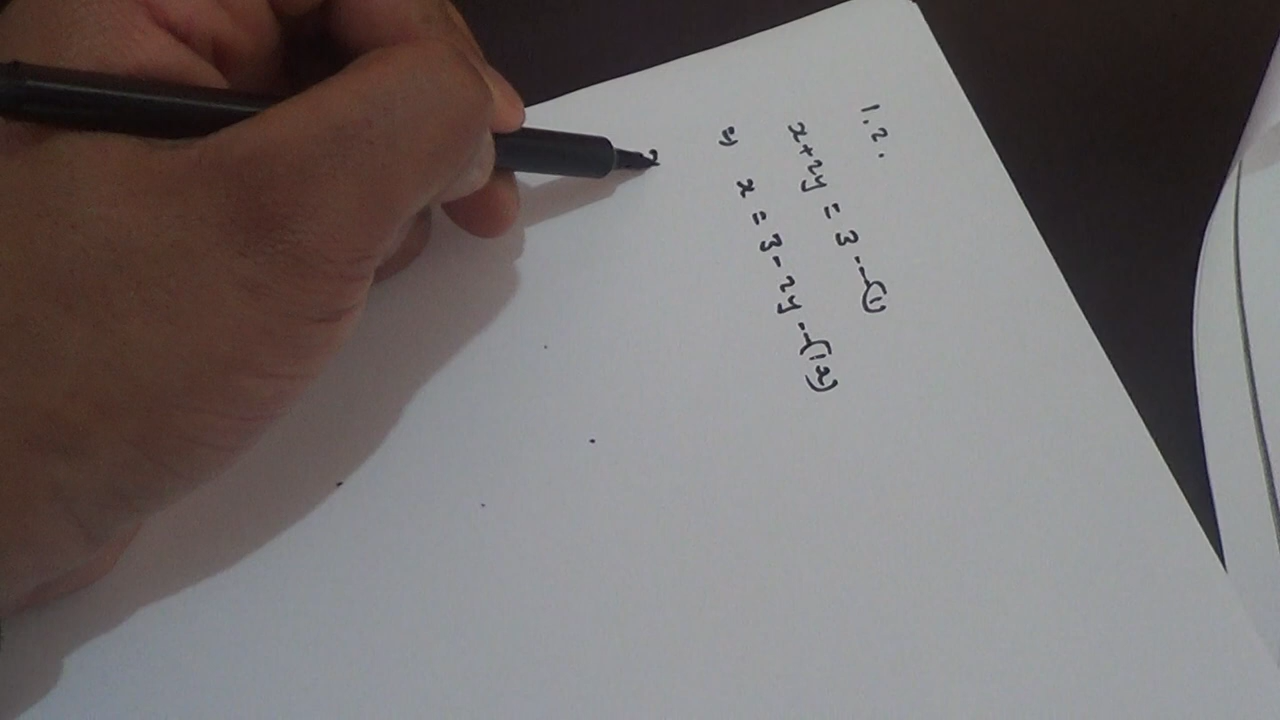 1.2.
x+2y = 3 -(1)
⇒ x = 3-2y -(1a)
x